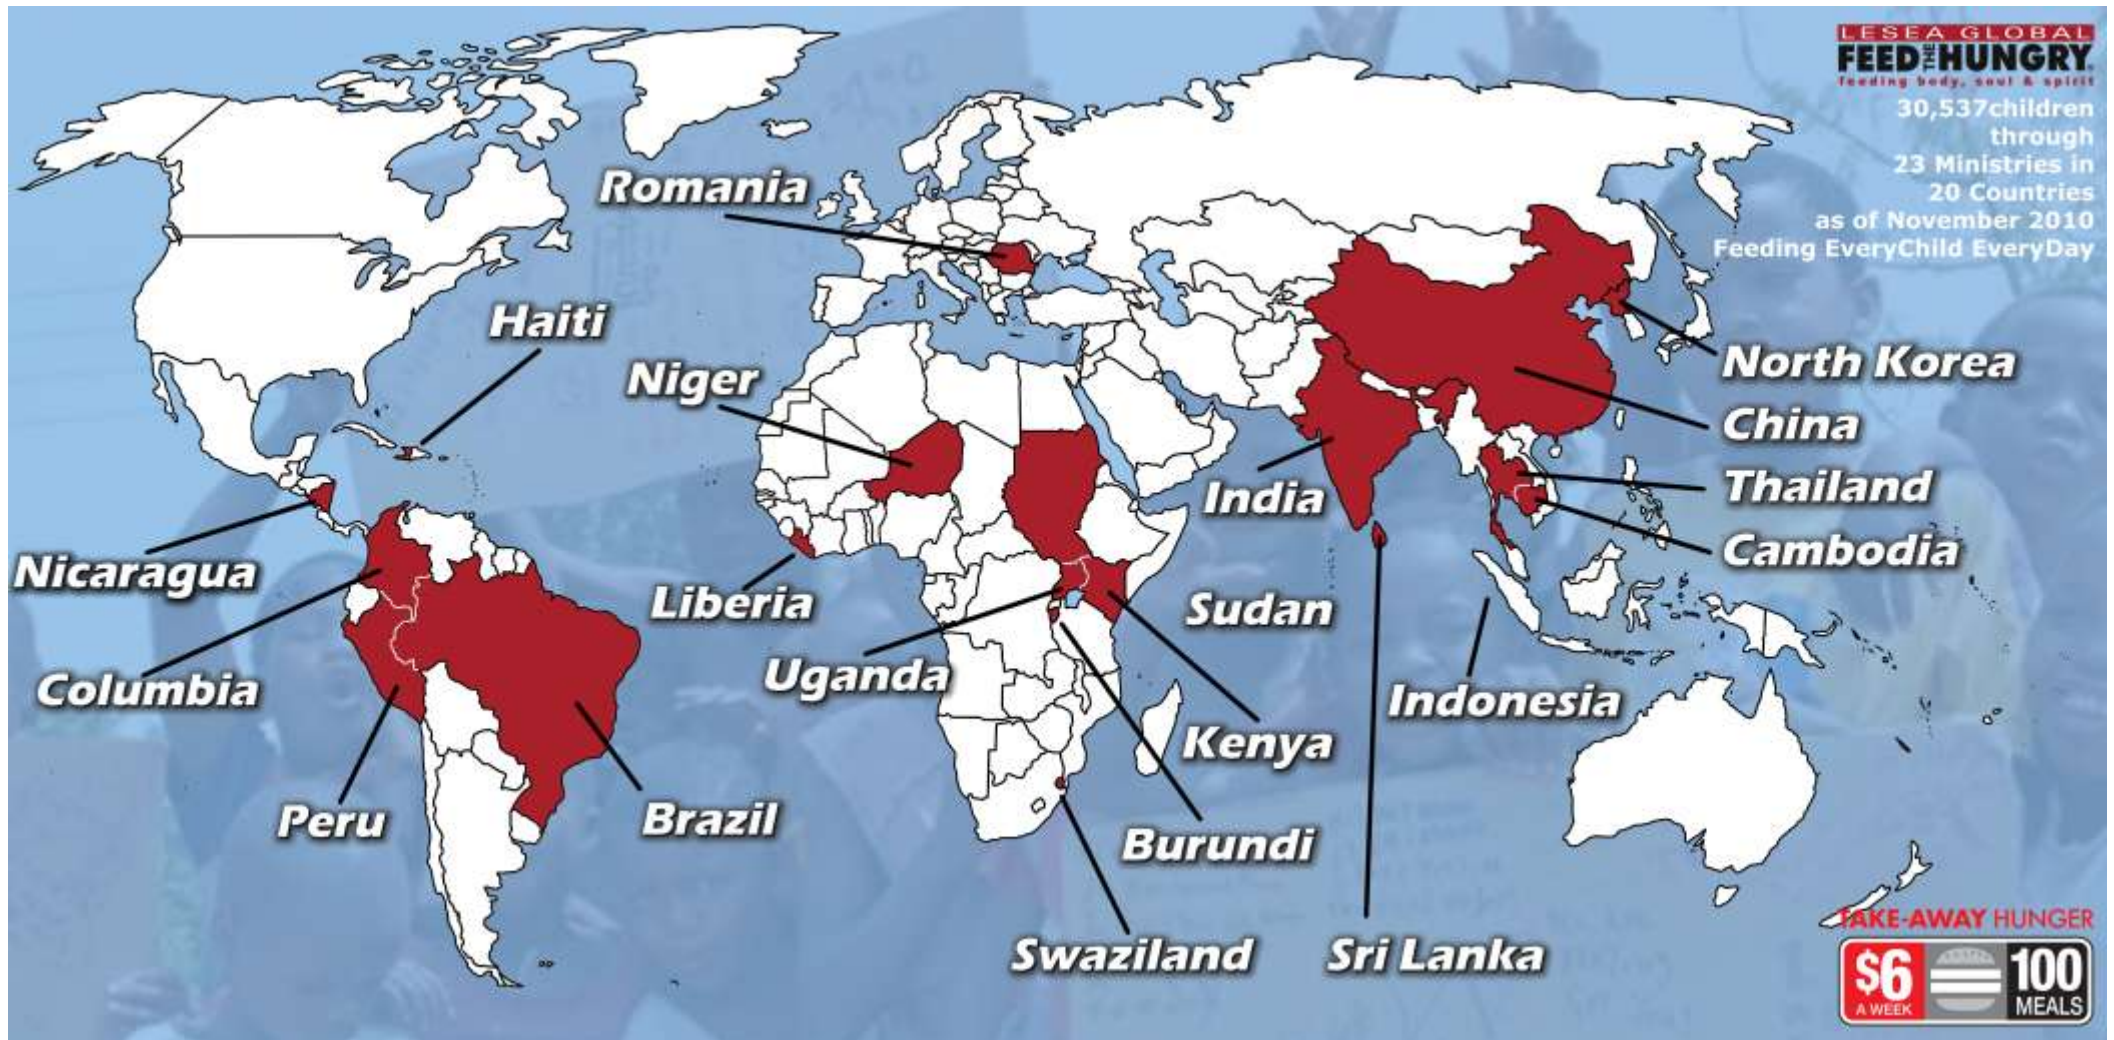 LESEA GLOBAL
FEED THE HUNGRY
feeding body, soul & spirit
30,537children
through
23 Ministries in
20 Countries
as of November 2010
Feeding EveryChild EveryDay
Romania
Haiti
Niger
North Korea
China
India
Thailand
Cambodia
Nicaragua
Liberia
Sudan
Uganda
Columbia
Indonesia
Kenya
Peru
Brazil
Burundi
Swaziland
Sri Lanka
TAKE-AWAY HUNGER
$6
A WEEK
100
MEALS